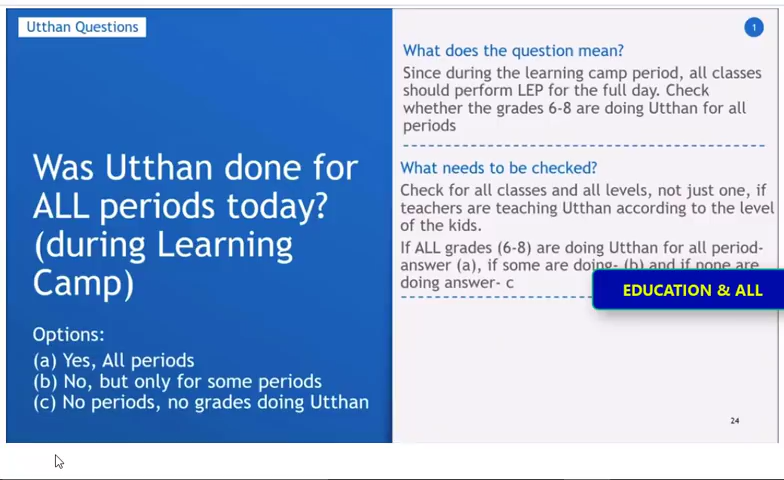 Utthan Questions
Was Utthan done for
ALL periods today?
(during Learning
Camp)
Options:
(a) Yes, All periods
(b) No, but only for some periods
(c) No periods, no grades doing Utthan
1
What does the question mean?
Since during the learning camp period, all classes
should perform LEP for the full day. Check
whether the grades 6-8 are doing Utthan for all
periods
What needs to be checked?
Check for all classes and all levels, not just one, if
teachers are teaching Utthan according to the level
of the kids.
If ALL grades (6-8) are doing Utthan for all period-
answer (a), if some are doing- (b) and if none are
doing answer- c
EDUCATION & ALL
24